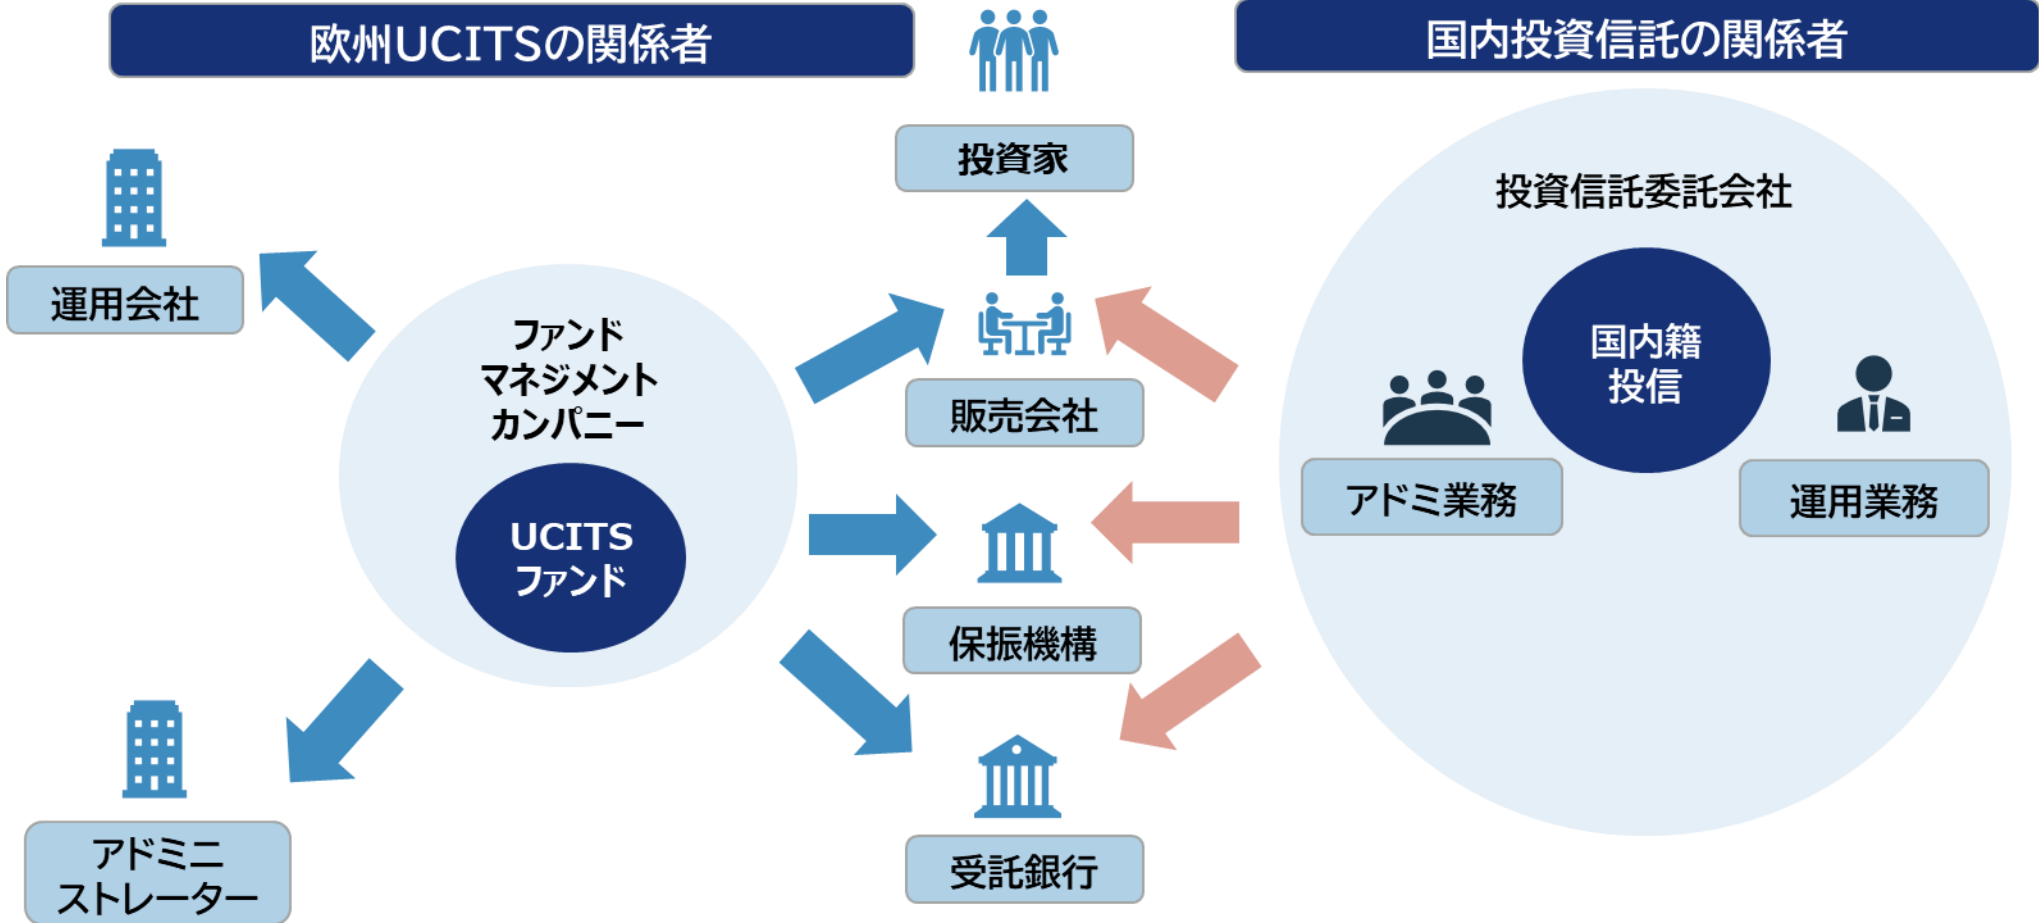 欧州UCITSの関係者
国内投資信託の関係者
投資家
運用会社
ファンド
マネジメント
カンパニー
UCITS
ファンド
アドミニ
ストレーター
販売会社
保振機構
受託銀行
投資信託委託会社
国内籍
投信
アドミ業務
運用業務